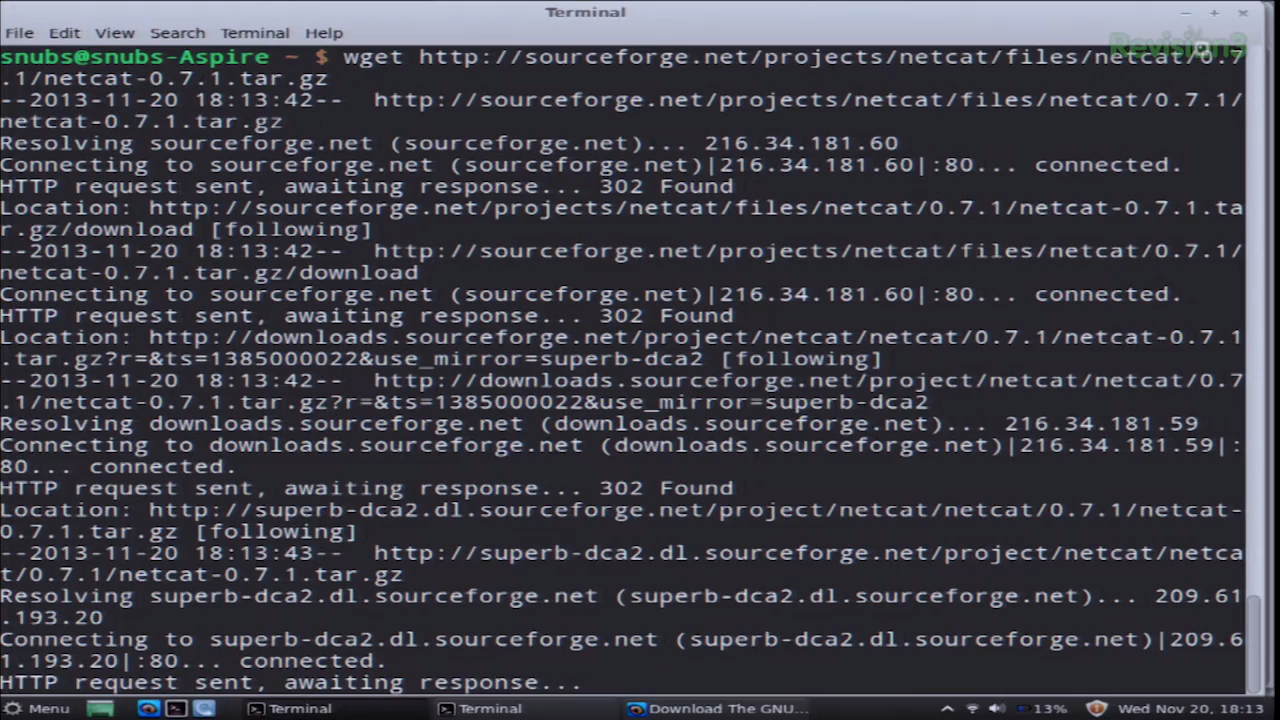 Terminal
File Edit View Search Terminal Help
Revision3
snubs@snubs-Aspire ~ $ wget http://sourceforge.net/projects/netcat/files/netcat/0.7
.1/netcat-0.7.1.tar.gz
--2013-11-20 18:13:42--  http://sourceforge.net/projects/netcat/files/netcat/0.7.1/
netcat-0.7.1.tar.gz
Resolving sourceforge.net (sourceforge.net)... 216.34.181.60
Connecting to sourceforge.net (sourceforge.net)|216.34.181.60|:80... connected.
HTTP request sent, awaiting response... 302 Found
Location: http://sourceforge.net/projects/netcat/files/netcat/0.7.1/netcat-0.7.1.ta
r.gz/download [following]
--2013-11-20 18:13:42--  http://sourceforge.net/projects/netcat/files/netcat/0.7.1/
netcat-0.7.1.tar.gz/download
Connecting to sourceforge.net (sourceforge.net)|216.34.181.60|:80... connected.
HTTP request sent, awaiting response... 302 Found
Location: http://downloads.sourceforge.net/project/netcat/netcat/0.7.1/netcat-0.7.1
.tar.gz?r=&ts=1385000022&use_mirror=superb-dca2 [following]
--2013-11-20 18:13:42--  http://downloads.sourceforge.net/project/netcat/netcat/0.7
.1/netcat-0.7.1.tar.gz?r=&ts=1385000022&use_mirror=superb-dca2
Resolving downloads.sourceforge.net (downloads.sourceforge.net)... 216.34.181.59
Connecting to downloads.sourceforge.net (downloads.sourceforge.net)|216.34.181.59|:
80... connected.
HTTP request sent, awaiting response... 302 Found
Location: http://superb-dca2.dl.sourceforge.net/project/netcat/netcat/0.7.1/netcat-
0.7.1.tar.gz [following]
--2013-11-20 18:13:43--  http://superb-dca2.dl.sourceforge.net/project/netcat/netca
t/0.7.1/netcat-0.7.1.tar.gz
Resolving superb-dca2.dl.sourceforge.net (superb-dca2.dl.sourceforge.net)... 209.61
.193.20
Connecting to superb-dca2.dl.sourceforge.net (superb-dca2.dl.sourceforge.net)|209.6
1.193.20|:80... connected.
HTTP request sent, awaiting response...
Menu Terminal Terminal Download The GNU... 13% Wed Nov 20, 18:13